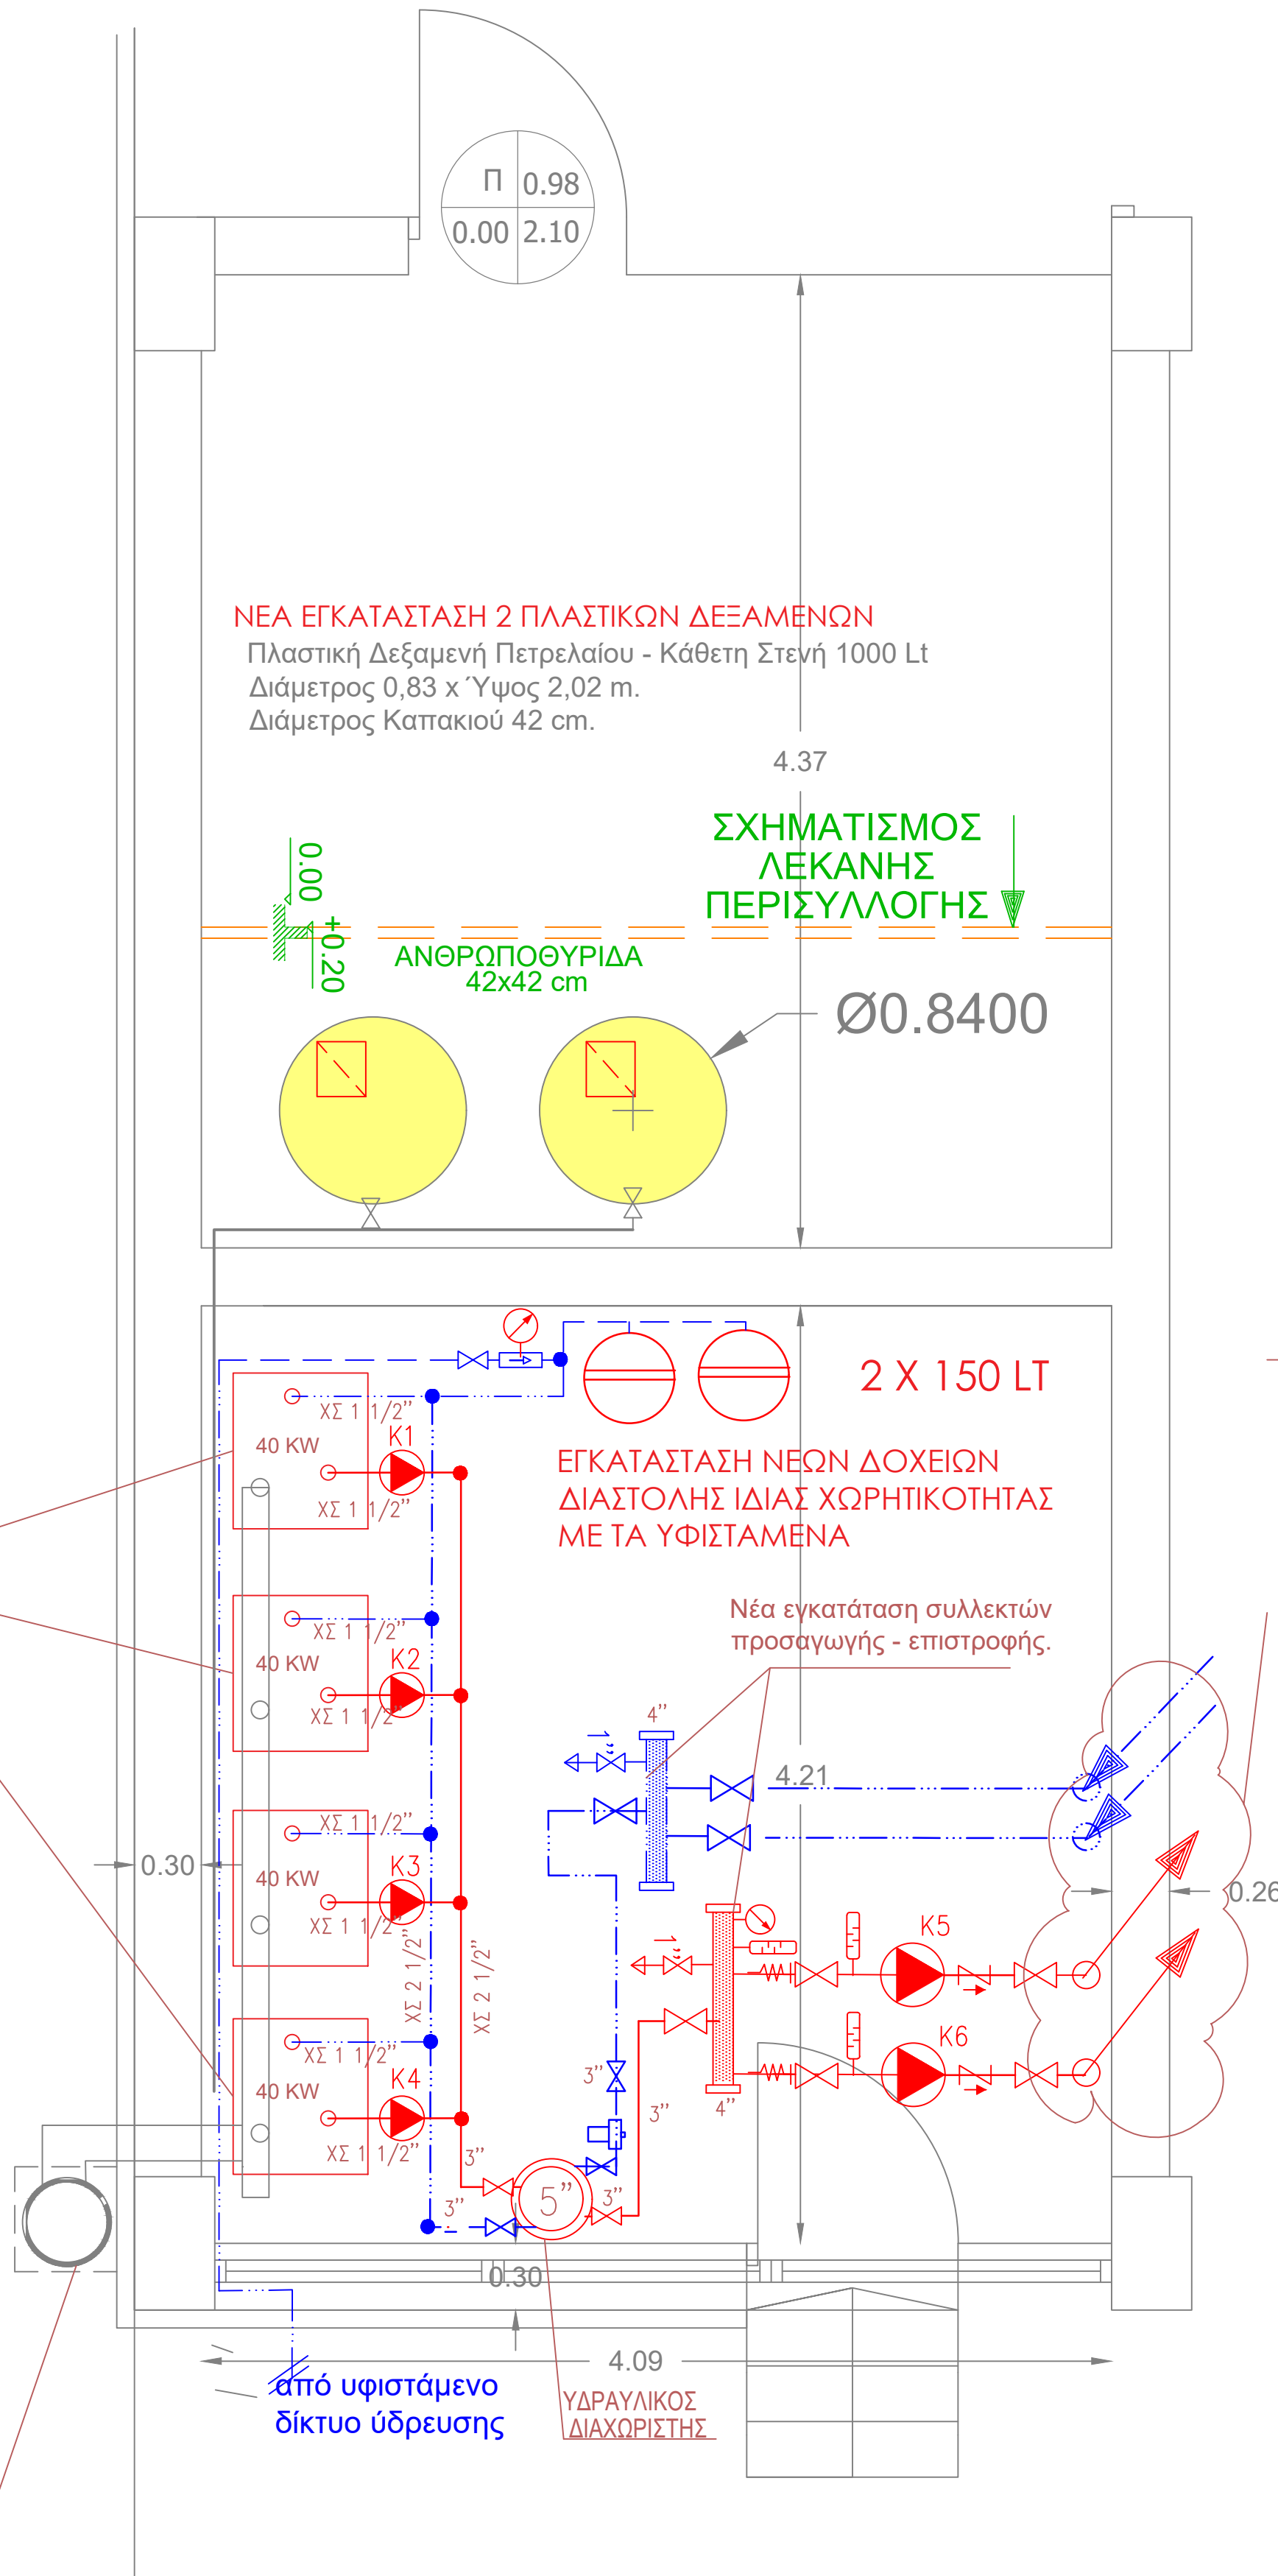 Π 0.98
0.00 2.10
ΝΕΑ ΕΓΚΑΤΑΣΤΑΣΗ 2 ΠΛΑΣΤΙΚΩΝ ΔΕΞΑΜΕΝΩΝ
Πλαστική Δεξαμενή Πετρελαίου - Κάθετη Στενή 1000 Lt
Διάμετρος 0,83 x Ύψος 2,02 m.
Διάμετρος Καπακιού 42 cm.
4.37
ΣΧΗΜΑΤΙΣΜΟΣ
ΛΕΚΑΝΗΣ
ΠΕΡΙΣΥΛΛΟΓΗΣ
0.00
+0.20
ΑΝΘΡΩΠΟΘΥΡΙΔΑ
42x42 cm
Ø0.8400
2 X 150 LT
ΧΣ 1 1/2"
40 KW
K1
ΧΣ 1 1/2"
ΕΓΚΑΤΑΣΤΑΣΗ ΝΕΩΝ ΔΟΧΕΙΩΝ
ΔΙΑΣΤΟΛΗΣ ΙΔΙΑΣ ΧΩΡΗΤΙΚΟΤΗΤΑΣ
ΜΕ ΤΑ ΥΦΙΣΤΑΜΕΝΑ
Νέα εγκατάταση συλλεκτών
προσαγωγής - επιστροφής.
ΧΣ 1 1/2"
40 KW
K2
ΧΣ 1 1/2"
4"
1"
4.21
ΧΣ 1 1/2"
0.30
40 KW
K3
ΧΣ 1 1/2"
0.26
ΧΣ 2 1/2"
ΧΣ 2 1/2"
1"
K5
K6
ΧΣ 1 1/2"
40 KW
K4
ΧΣ 1 1/2"
3"
3"
4"
3"
3"
5"
3"
0.30
4.09
από υφιστάμενο
δίκτυο ύδρευσης
ΥΔΡΑΥΛΙΚΟΣ
ΔΙΑΧΩΡΙΣΤΗΣ